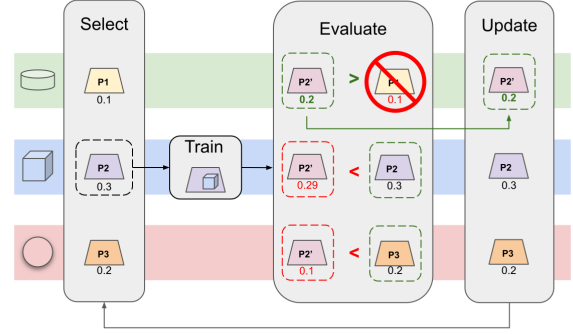 Select
Evaluate
Update
P1
0.1
P2'
0.2
>
P1
0.1
P2'
0.2
P2
0.3
Train
P2'
0.29
<
P2
0.3
P2
0.3
P3
0.2
P2'
0.1
<
P3
0.2
P3
0.2